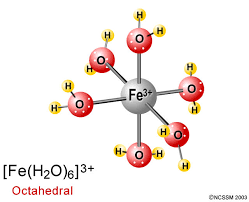 H H
H H O
O
H
Fe³⁺ O
H O H
H
O
H H
O
H H
[Fe(H₂O)₆]³⁺
Octahedral
©NCSSM 2003